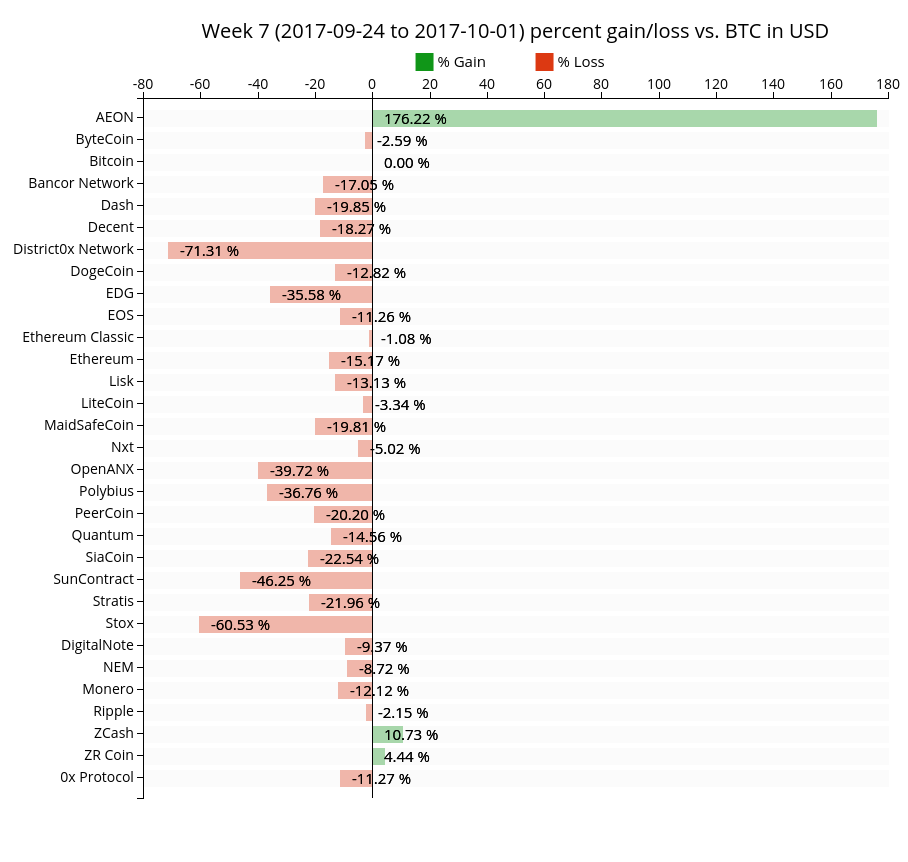 Week 7 (2017-09-24 to 2017-10-01) percent gain/loss vs. BTC in USD
% Gain % Loss
-80 -60 -40 -20 0 20 40 60 80 100 120 140 160 180
AEON 176.22 %
ByteCoin -2.59 %
Bitcoin 0.00 %
Bancor Network -17.05 %
Dash -19.85 %
Decent -18.27 %
District0x Network -71.31 %
DogeCoin -12.82 %
EDG -35.58 %
EOS -11.26 %
Ethereum Classic -1.08 %
Ethereum -15.17 %
Lisk -13.13 %
LiteCoin -3.34 %
MaidSafeCoin -19.81 %
Nxt -5.02 %
OpenANX -39.72 %
Polybius -36.76 %
PeerCoin -20.20 %
Quantum -14.56 %
SiaCoin -22.54 %
SunContract -46.25 %
Stratis -21.96 %
Stox -60.53 %
DigitalNote -9.37 %
NEM -8.72 %
Monero -12.12 %
Ripple -2.15 %
ZCash 10.73 %
ZR Coin 4.44 %
0x Protocol -11.27 %